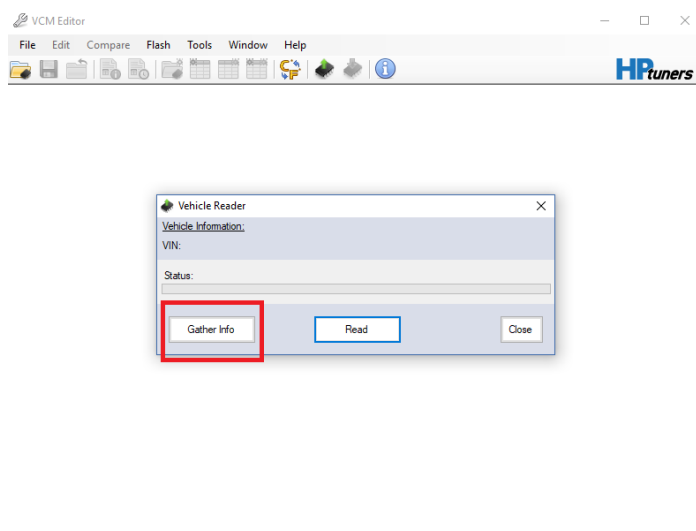 VCM Editor
File Edit Compare Flash Tools Window Help
HPtuners
Vehicle Reader
Vehicle Information:
VIN:
Status:
Gather Info Read Close